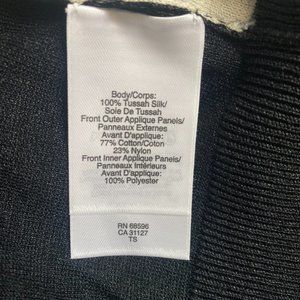 Body/Corps:
100% Tussah Silk/
Soie De Tussah
Front Outer Applique Panels/
Panneaux Externes
Avant D'applique:
77% Cotton/Coton
23% Nylon
Front Inner Applique Panels/
Panneaux Intérieurs
Avant D'applique:
100% Polyester
RN 68596
CA 31127
TS